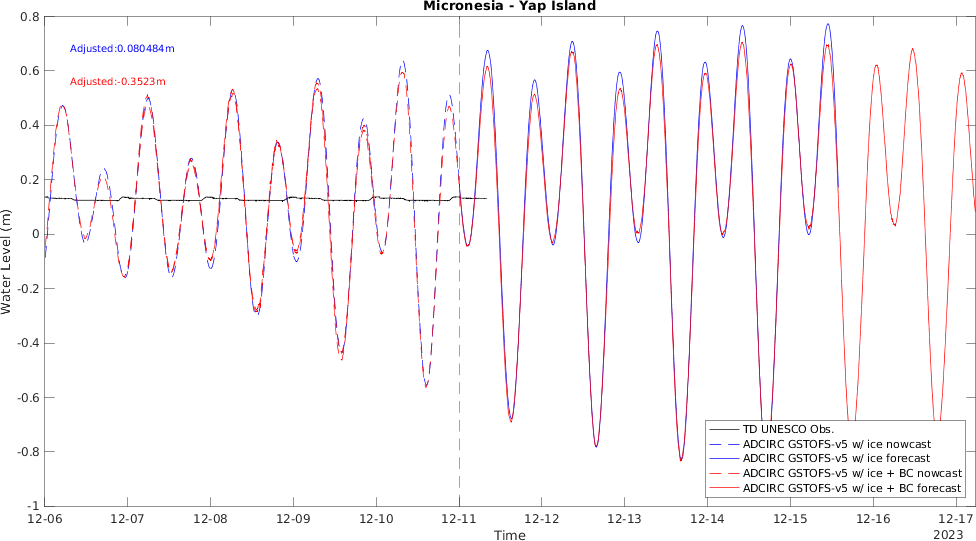 Micronesia - Yap Island
Adjusted:0.080484m
Adjusted:-0.3523m
Water Level (m)
0.8
0.6
0.4
0.2
0
-0.2
-0.4
-0.6
-0.8
-1
TD UNESCO Obs.
ADCIRC GSTOFS-v5 w/ ice nowcast
ADCIRC GSTOFS-v5 w/ ice forecast
ADCIRC GSTOFS-v5 w/ ice + BC nowcast
ADCIRC GSTOFS-v5 w/ ice + BC forecast
12-06 12-07 12-08 12-09 12-10 12-11 12-12 12-13 12-14 12-15 12-16 12-17
Time
2023